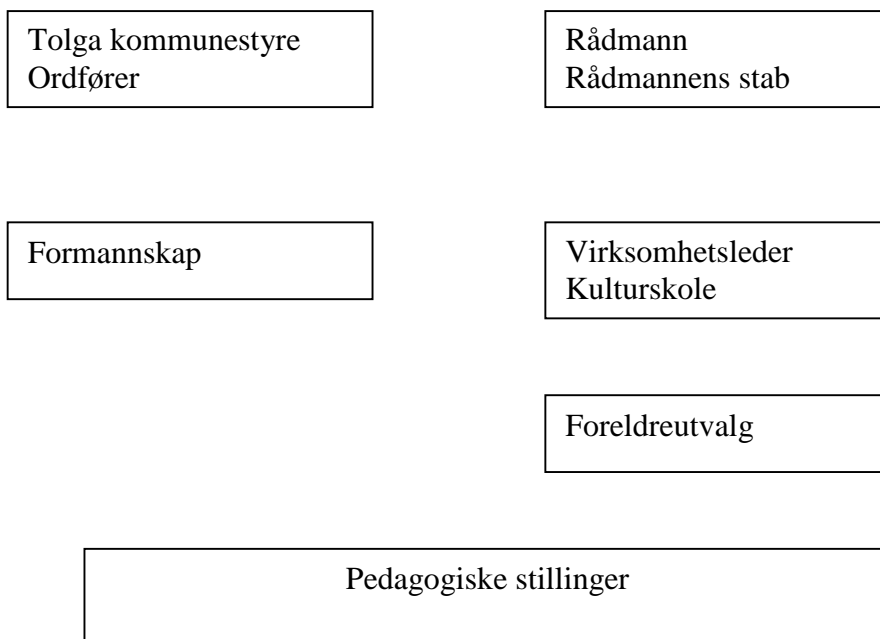 Tolga kommunestyre
Ordfører
Rådmann
Rådmannens stab
Formannskap
Virksomhetsleder
Kulturskole
Foreldreutvalg
Pedagogiske stillinger